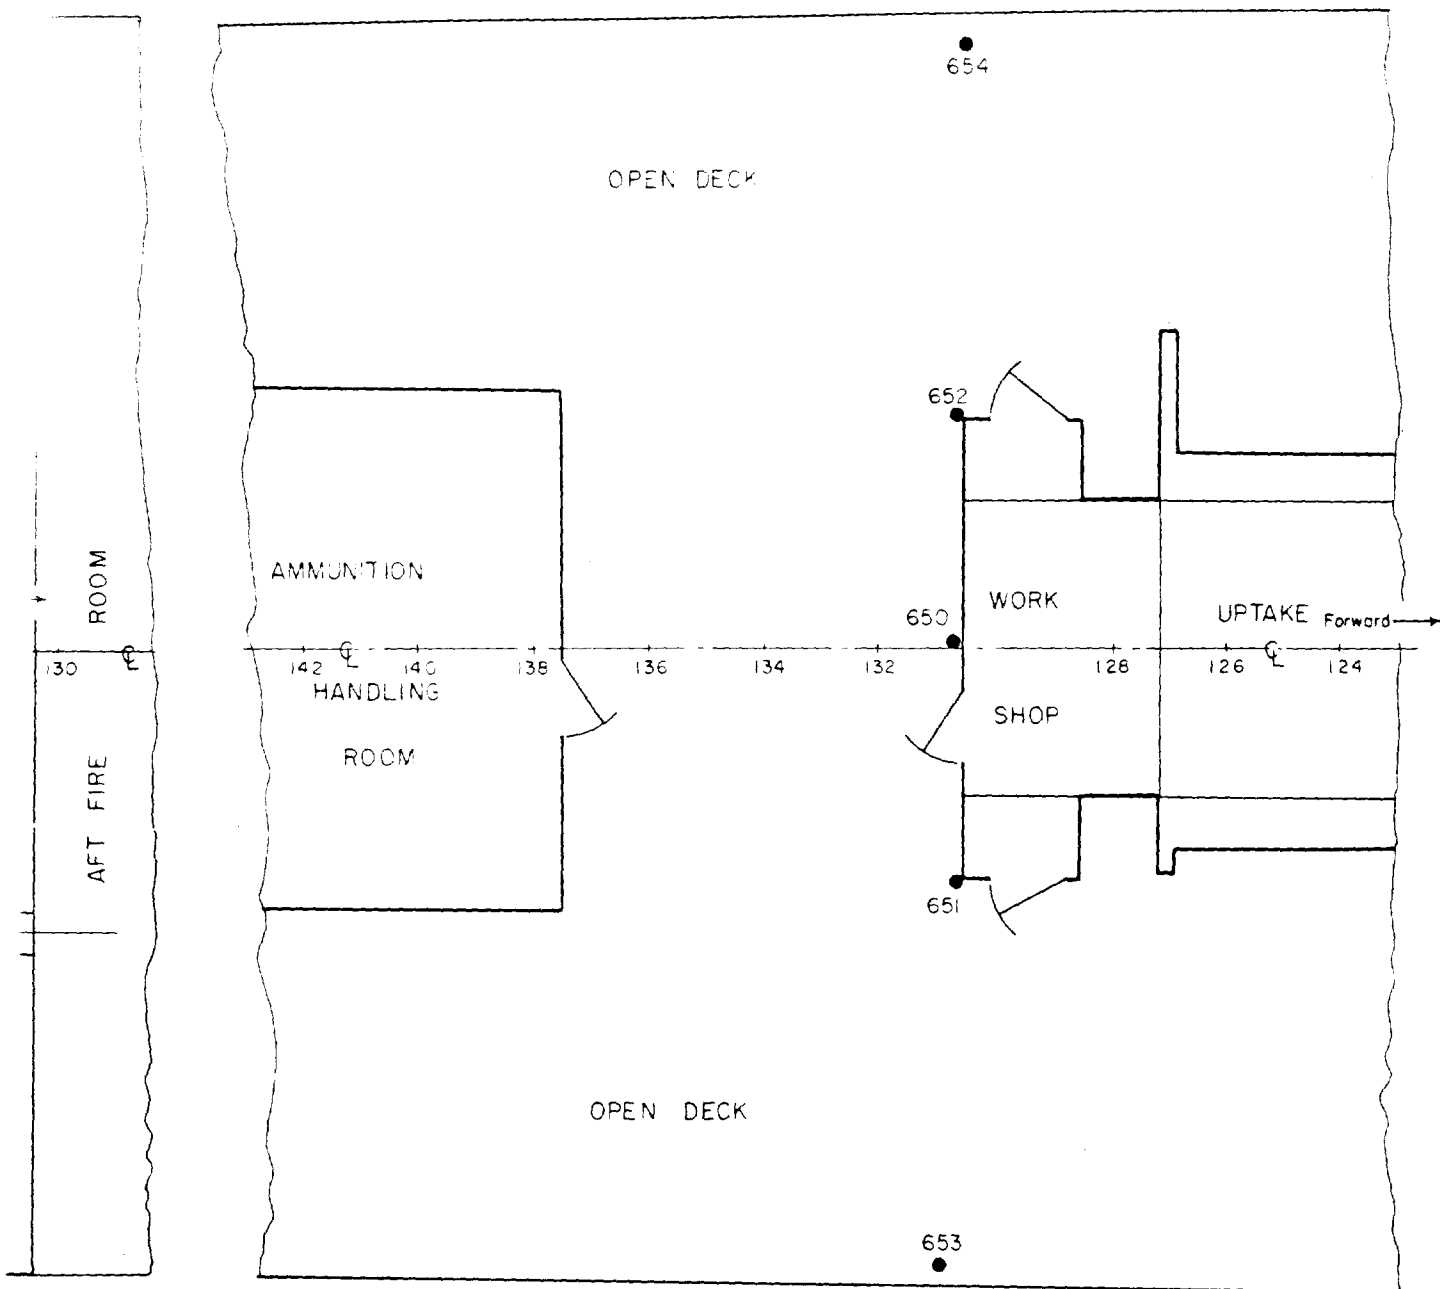 654
OPEN DECK
652
AMMUNITION
ROOM
WORK
650
UPTAKE Forward
130 ℄ 142 ℄ 140 138 136 134 132 128 126 ℄ 124
HANDLING
SHOP
ROOM
AFT FIRE
651
OPEN DECK
653